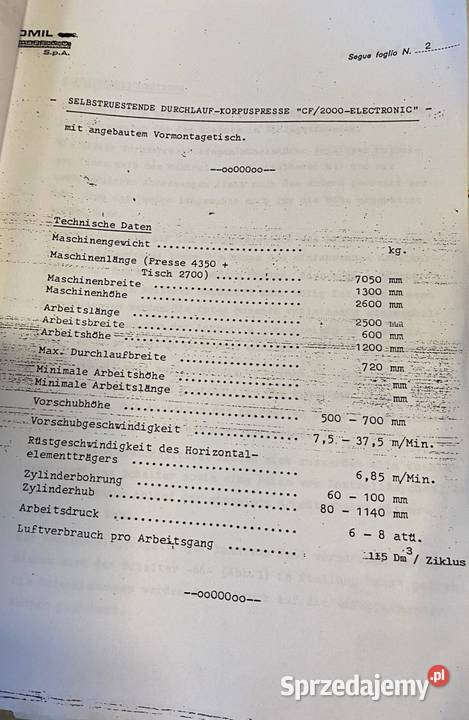 OMIL
S.p.A.
Segue foglio N. 2
- SELBSTRUESTENDE DURCHLAUF-KORPUSPRESSE "CF/2000-ELECTRONIC" -
mit angebautem Vormontagetisch.
--oo000oo--
Technische Daten
Maschinengewicht .................... kg.
Maschinenlänge (Presse 4350 +
Tisch 2700) ............... 7050 mm
Maschinenbreite .................... 1300 mm
Maschinenhöhe .................... 2600 mm
Arbeitslänge .................... 2500 mm
Arbeitsbreite .................... 600 mm
Arbeitshöhe .................... 1200 mm
Max. Durchlaufbreite ............... 720 mm
Minimale Arbeitshöhe ............... mm
Minimale Arbeitslänge ............... mm
Vorschubhöhe .................... 500 - 700 mm
Vorschubgeschwindigkeit ............ 7,5 - 37,5 m/Min.
Rüstgeschwindigkeit des Horizontal-
elementträgers .................... 6,85 m/Min.
Zylinderbohrung .................... 60 - 100 mm
Zylinderhub .................... 80 - 1140 mm
Arbeitsdruck .................... 6 - 8 atü.
Luftverbrauch pro Arbeitsgang .......... 115 Dm³/ Ziklus
--oo000oo--
Sprzedajemy.pl